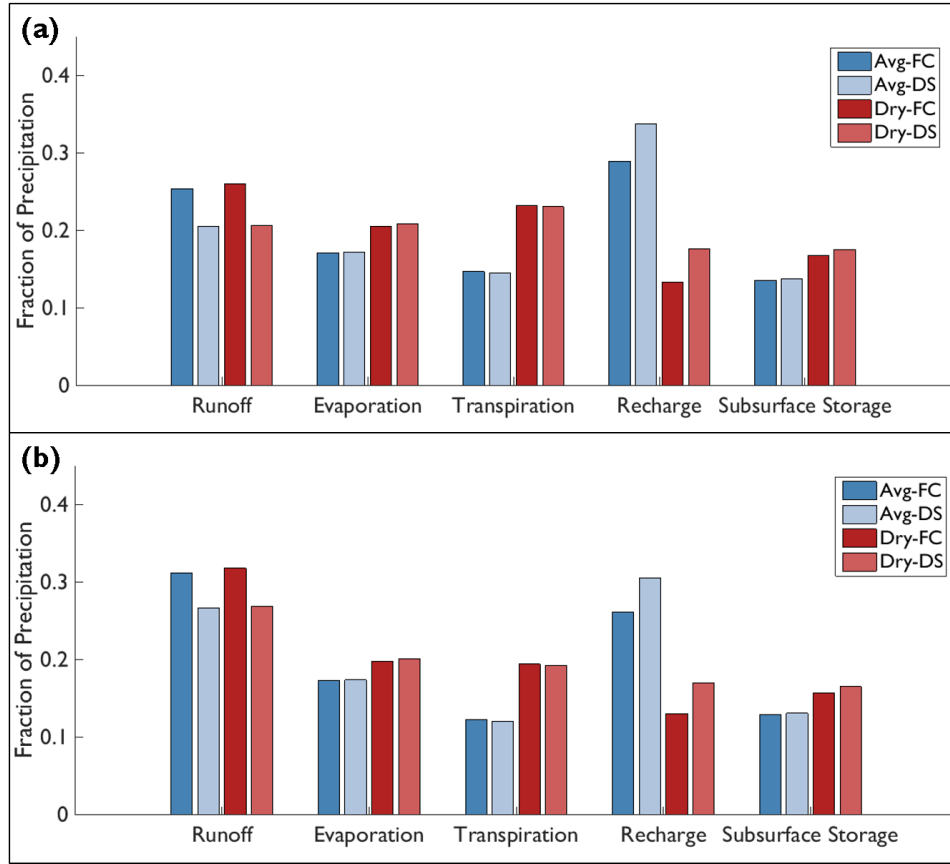 (a)
Fraction of Precipitation
0.4
0.3
0.2
0.1
0
Avg-FC
Avg-DS
Dry-FC
Dry-DS
Runoff Evaporation Transpiration Recharge Subsurface Storage
(b)
Fraction of Precipitation
0.4
0.3
0.2
0.1
0
Avg-FC
Avg-DS
Dry-FC
Dry-DS
Runoff Evaporation Transpiration Recharge Subsurface Storage